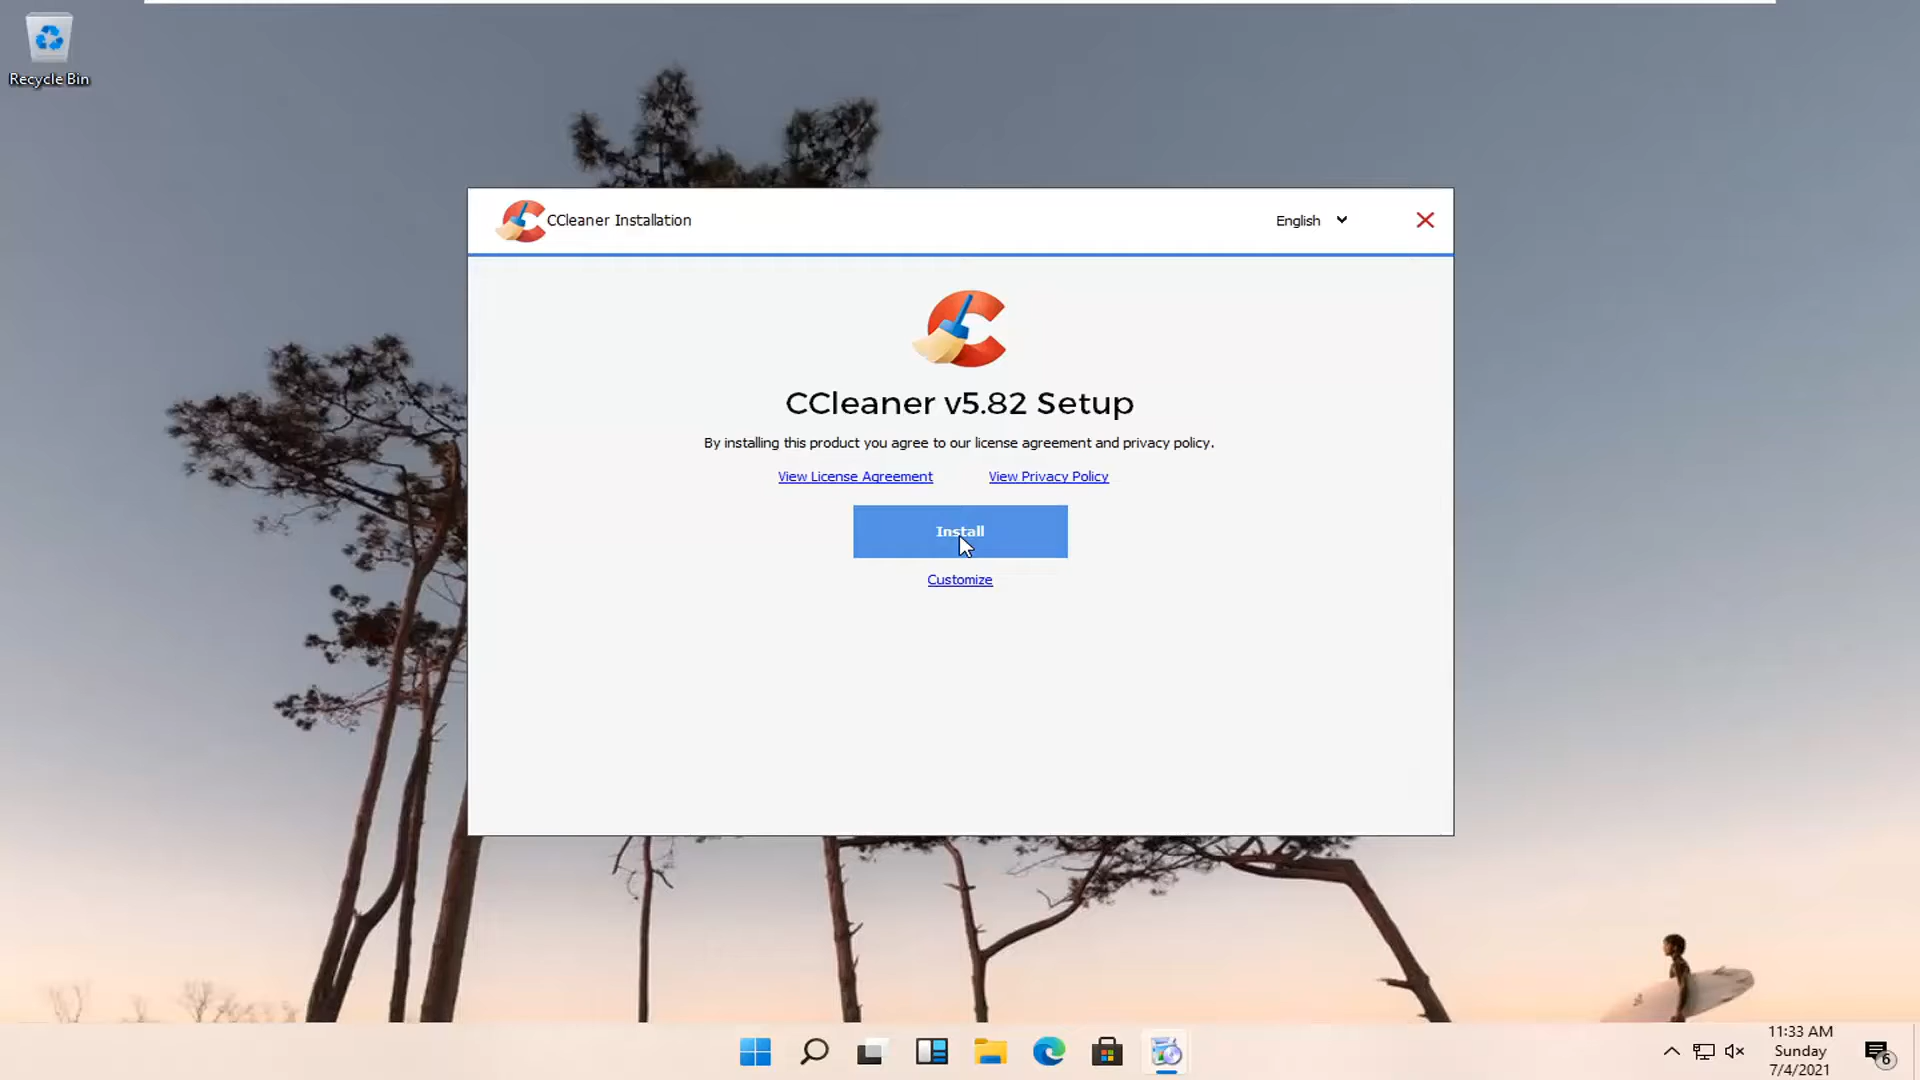 Recycle Bin
CCleaner Installation
English
CCleaner v5.82 Setup
By installing this product you agree to our license agreement and privacy policy.
View License Agreement
View Privacy Policy
Install
Customize
11:33 AM
Sunday
7/4/2021
6